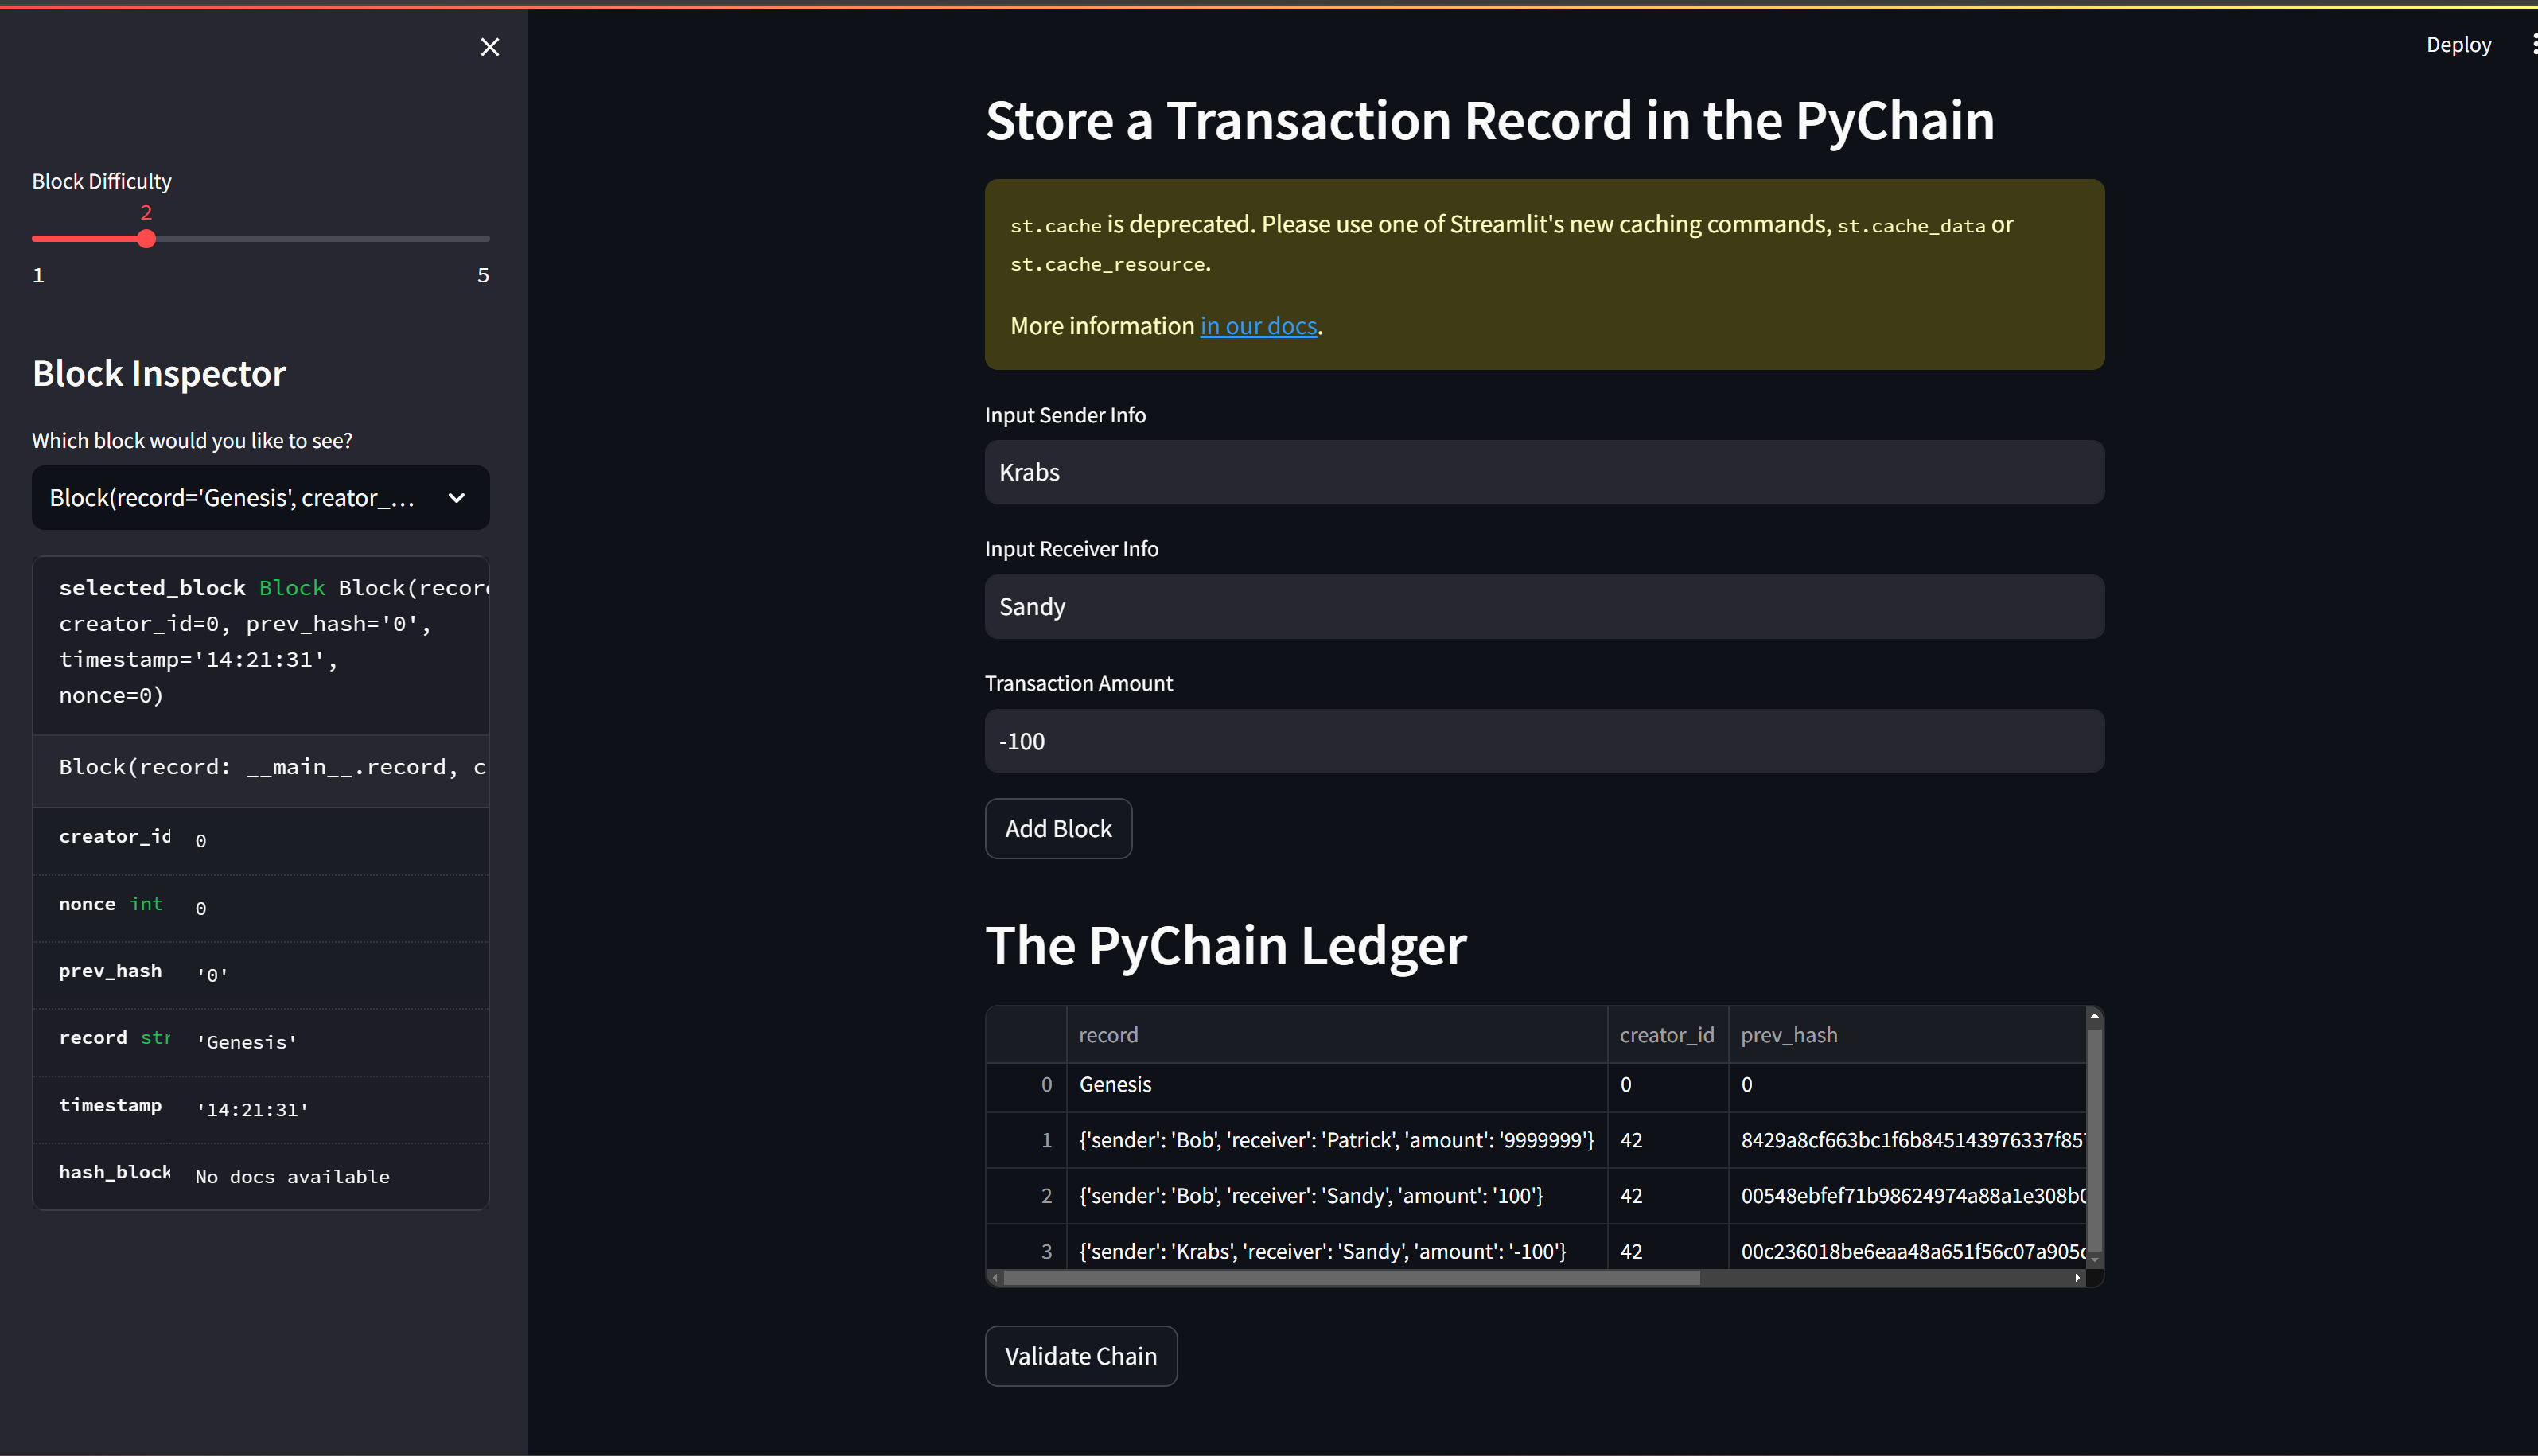 Deploy
Block Difficulty
2
1 5
Block Inspector
Which block would you like to see?
Block(record='Genesis', creator_...
selected_block Block Block(recor
creator_id=0, prev_hash='0',
timestamp='14:21:31',
nonce=0)
Block(record: __main__.record, c
creator_id 0
nonce int 0
prev_hash '0'
record str 'Genesis'
timestamp '14:21:31'
hash_block No docs available
Store a Transaction Record in the PyChain
st.cache is deprecated. Please use one of Streamlit's new caching commands, st.cache_data or
st.cache_resource.
More information in our docs.
Input Sender Info
Krabs
Input Receiver Info
Sandy
Transaction Amount
-100
Add Block
The PyChain Ledger
record creator_id prev_hash
0 Genesis 0 0
1 {'sender': 'Bob', 'receiver': 'Patrick', 'amount': '9999999'} 42 8429a8cf663bc1f6b845143976337f85
2 {'sender': 'Bob', 'receiver': 'Sandy', 'amount': '100'} 42 00548ebfef71b98624974a88a1e308b
3 {'sender': 'Krabs', 'receiver': 'Sandy', 'amount': '-100'} 42 00c236018be6eaa48a651f56c07a905
Validate Chain